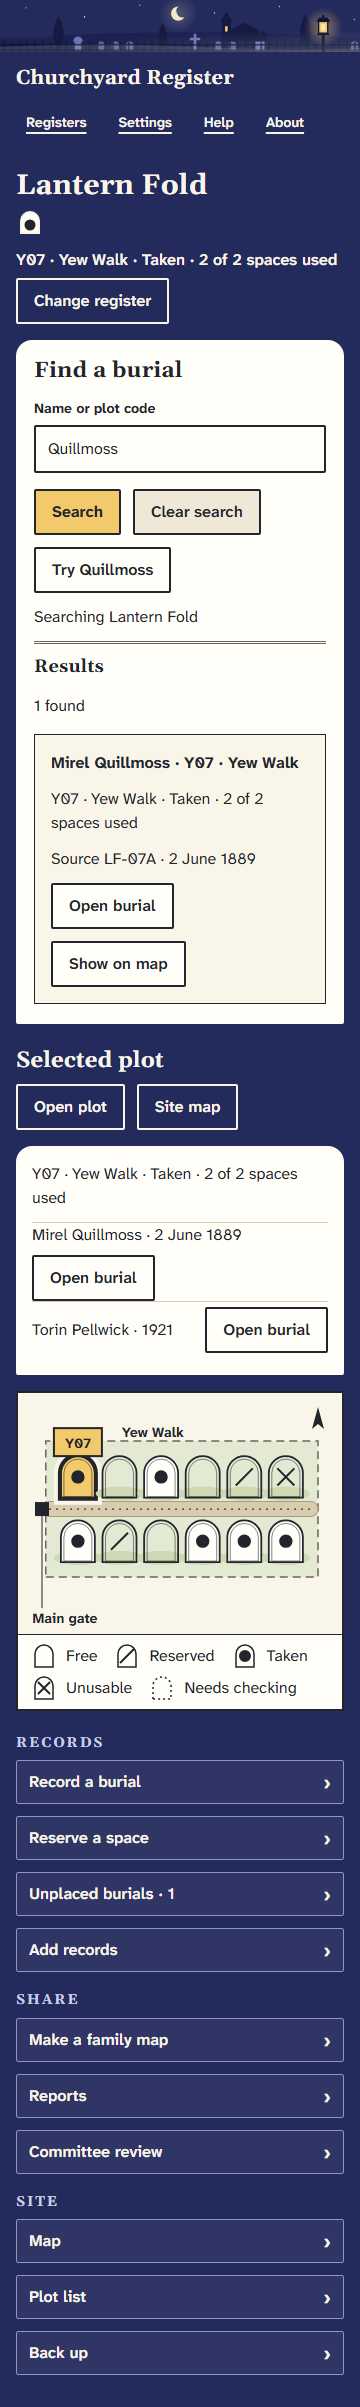 Churchyard Register
Registers Settings Help About
Lantern Fold
Y07 · Yew Walk · Taken · 2 of 2 spaces used
Change register
Find a burial
Name or plot code
Quillmoss
Search Clear search
Try Quillmoss
Searching Lantern Fold
Results
1 found
Mirel Quillmoss · Y07 · Yew Walk
Y07 · Yew Walk · Taken · 2 of 2
spaces used
Source LF-07A · 2 June 1889
Open burial
Show on map
Selected plot
Open plot Site map
Y07 · Yew Walk · Taken · 2 of 2 spaces
used
Mirel Quillmoss · 2 June 1889
Open burial
Torin Pellwick · 1921 Open burial
Yew Walk
Y07
Main gate
Free Reserved Taken
Unusable Needs checking
RECORDS
Record a burial ›
Reserve a space ›
Unplaced burials · 1 ›
Add records ›
SHARE
Make a family map ›
Reports ›
Committee review ›
SITE
Map ›
Plot list ›
Back up ›